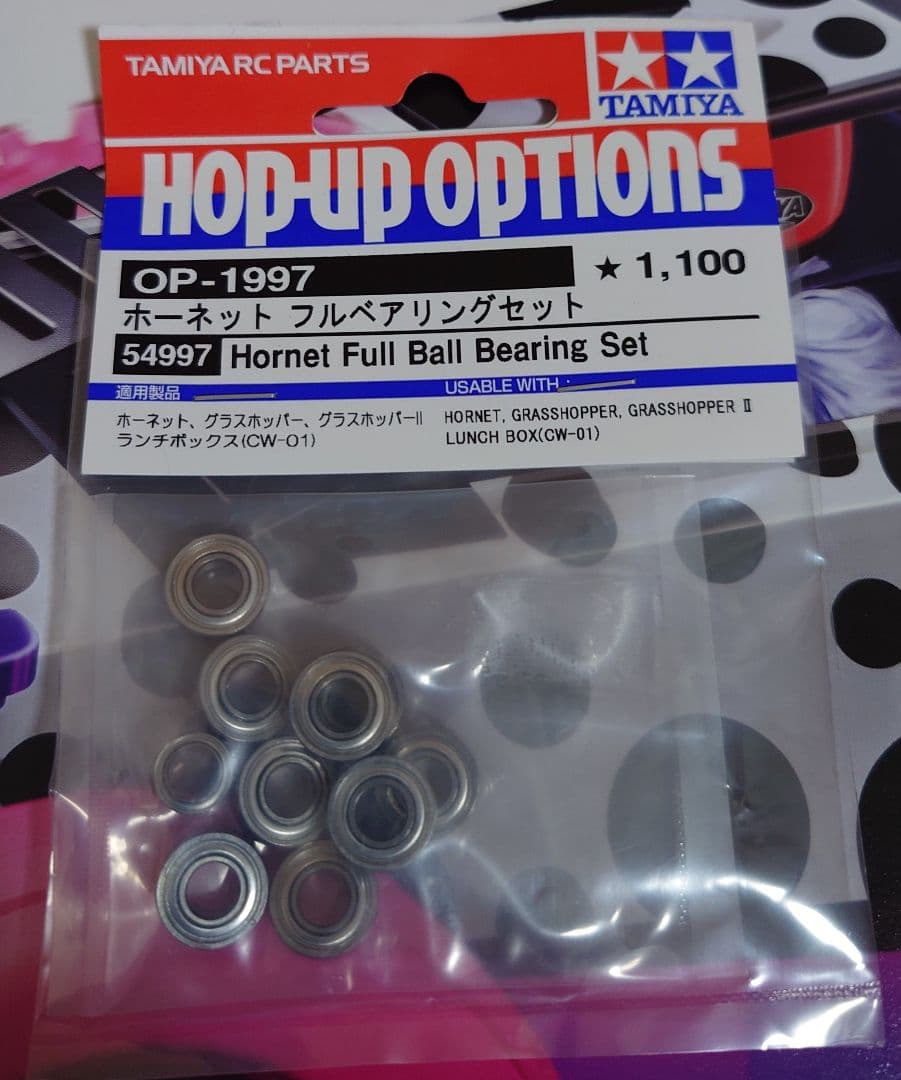 TAMIYA RC PARTS
TAMIYA
HOP-UP OPTIONS
OP-1997
★ 1,100
ホーネット フルベアリングセット
54997 Hornet Full Ball Bearing Set
適用製品
USABLE WITH
ホーネット、グラスホッパー、グラスホッパーII
ランチボックス(CW-01)
HORNET, GRASSHOPPER, GRASSHOPPER II
LUNCH BOX(CW-01)